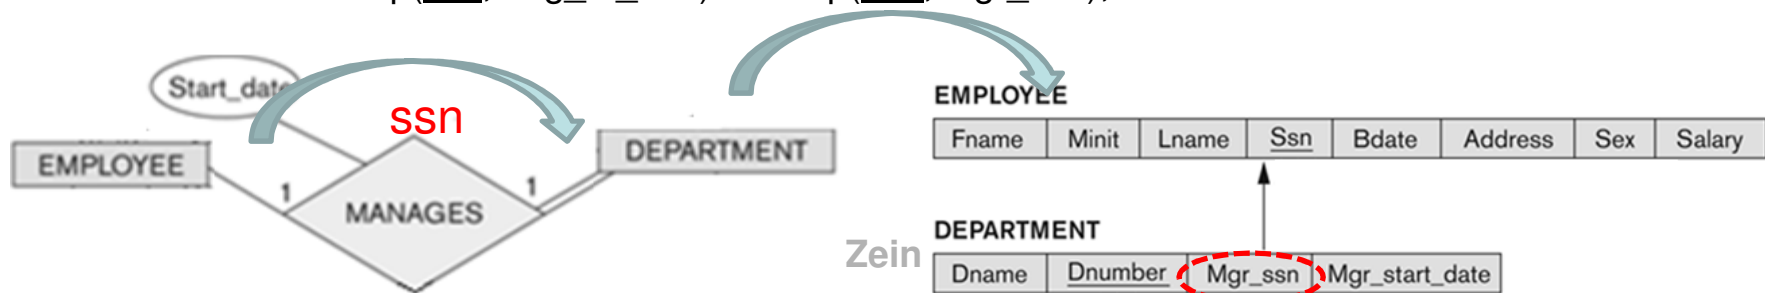 Start_date
ssn
EMPLOYEE
1
MANAGES
1
DEPARTMENT
EMPLOYEE
Fname Minit Lname Ssn Bdate Address Sex Salary
DEPARTMENT
Dname Dnumber Mgr_ssn Mgr_start_date
Zein